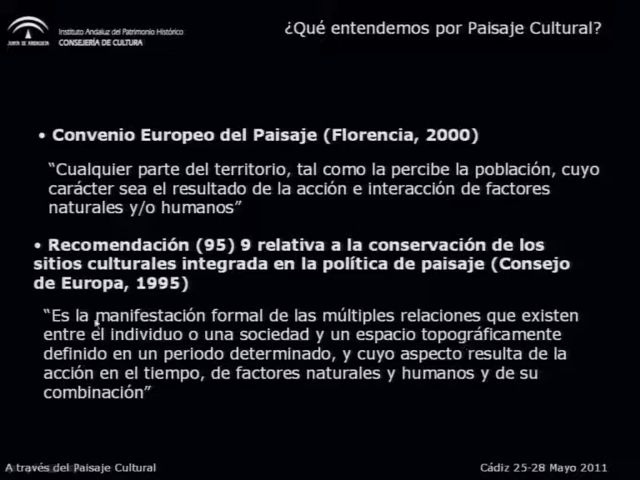 ¿Qué entendemos por Paisaje Cultural?
JUNTA DE ANDALUCIA
Instituto Andaluz del Patrimonio Histórico
CONSEJERÍA DE CULTURA
• Convenio Europeo del Paisaje (Florencia, 2000)
“Cualquier parte del territorio, tal como la percibe la población, cuyo
carácter sea el resultado de la acción e interacción de factores
naturales y/o humanos”
• Recomendación (95) 9 relativa a la conservación de los
sitios culturales integrada en la política de paisaje (Consejo
de Europa, 1995)
“Es la manifestación formal de las múltiples relaciones que existen
entre el individuo o una sociedad y un espacio topográficamente
definido en un periodo determinado, y cuyo aspecto resulta de la
acción en el tiempo, de factores naturales y humanos y de su
combinación”
A través del Paisaje Cultural
Cádiz 25-28 Mayo 2011